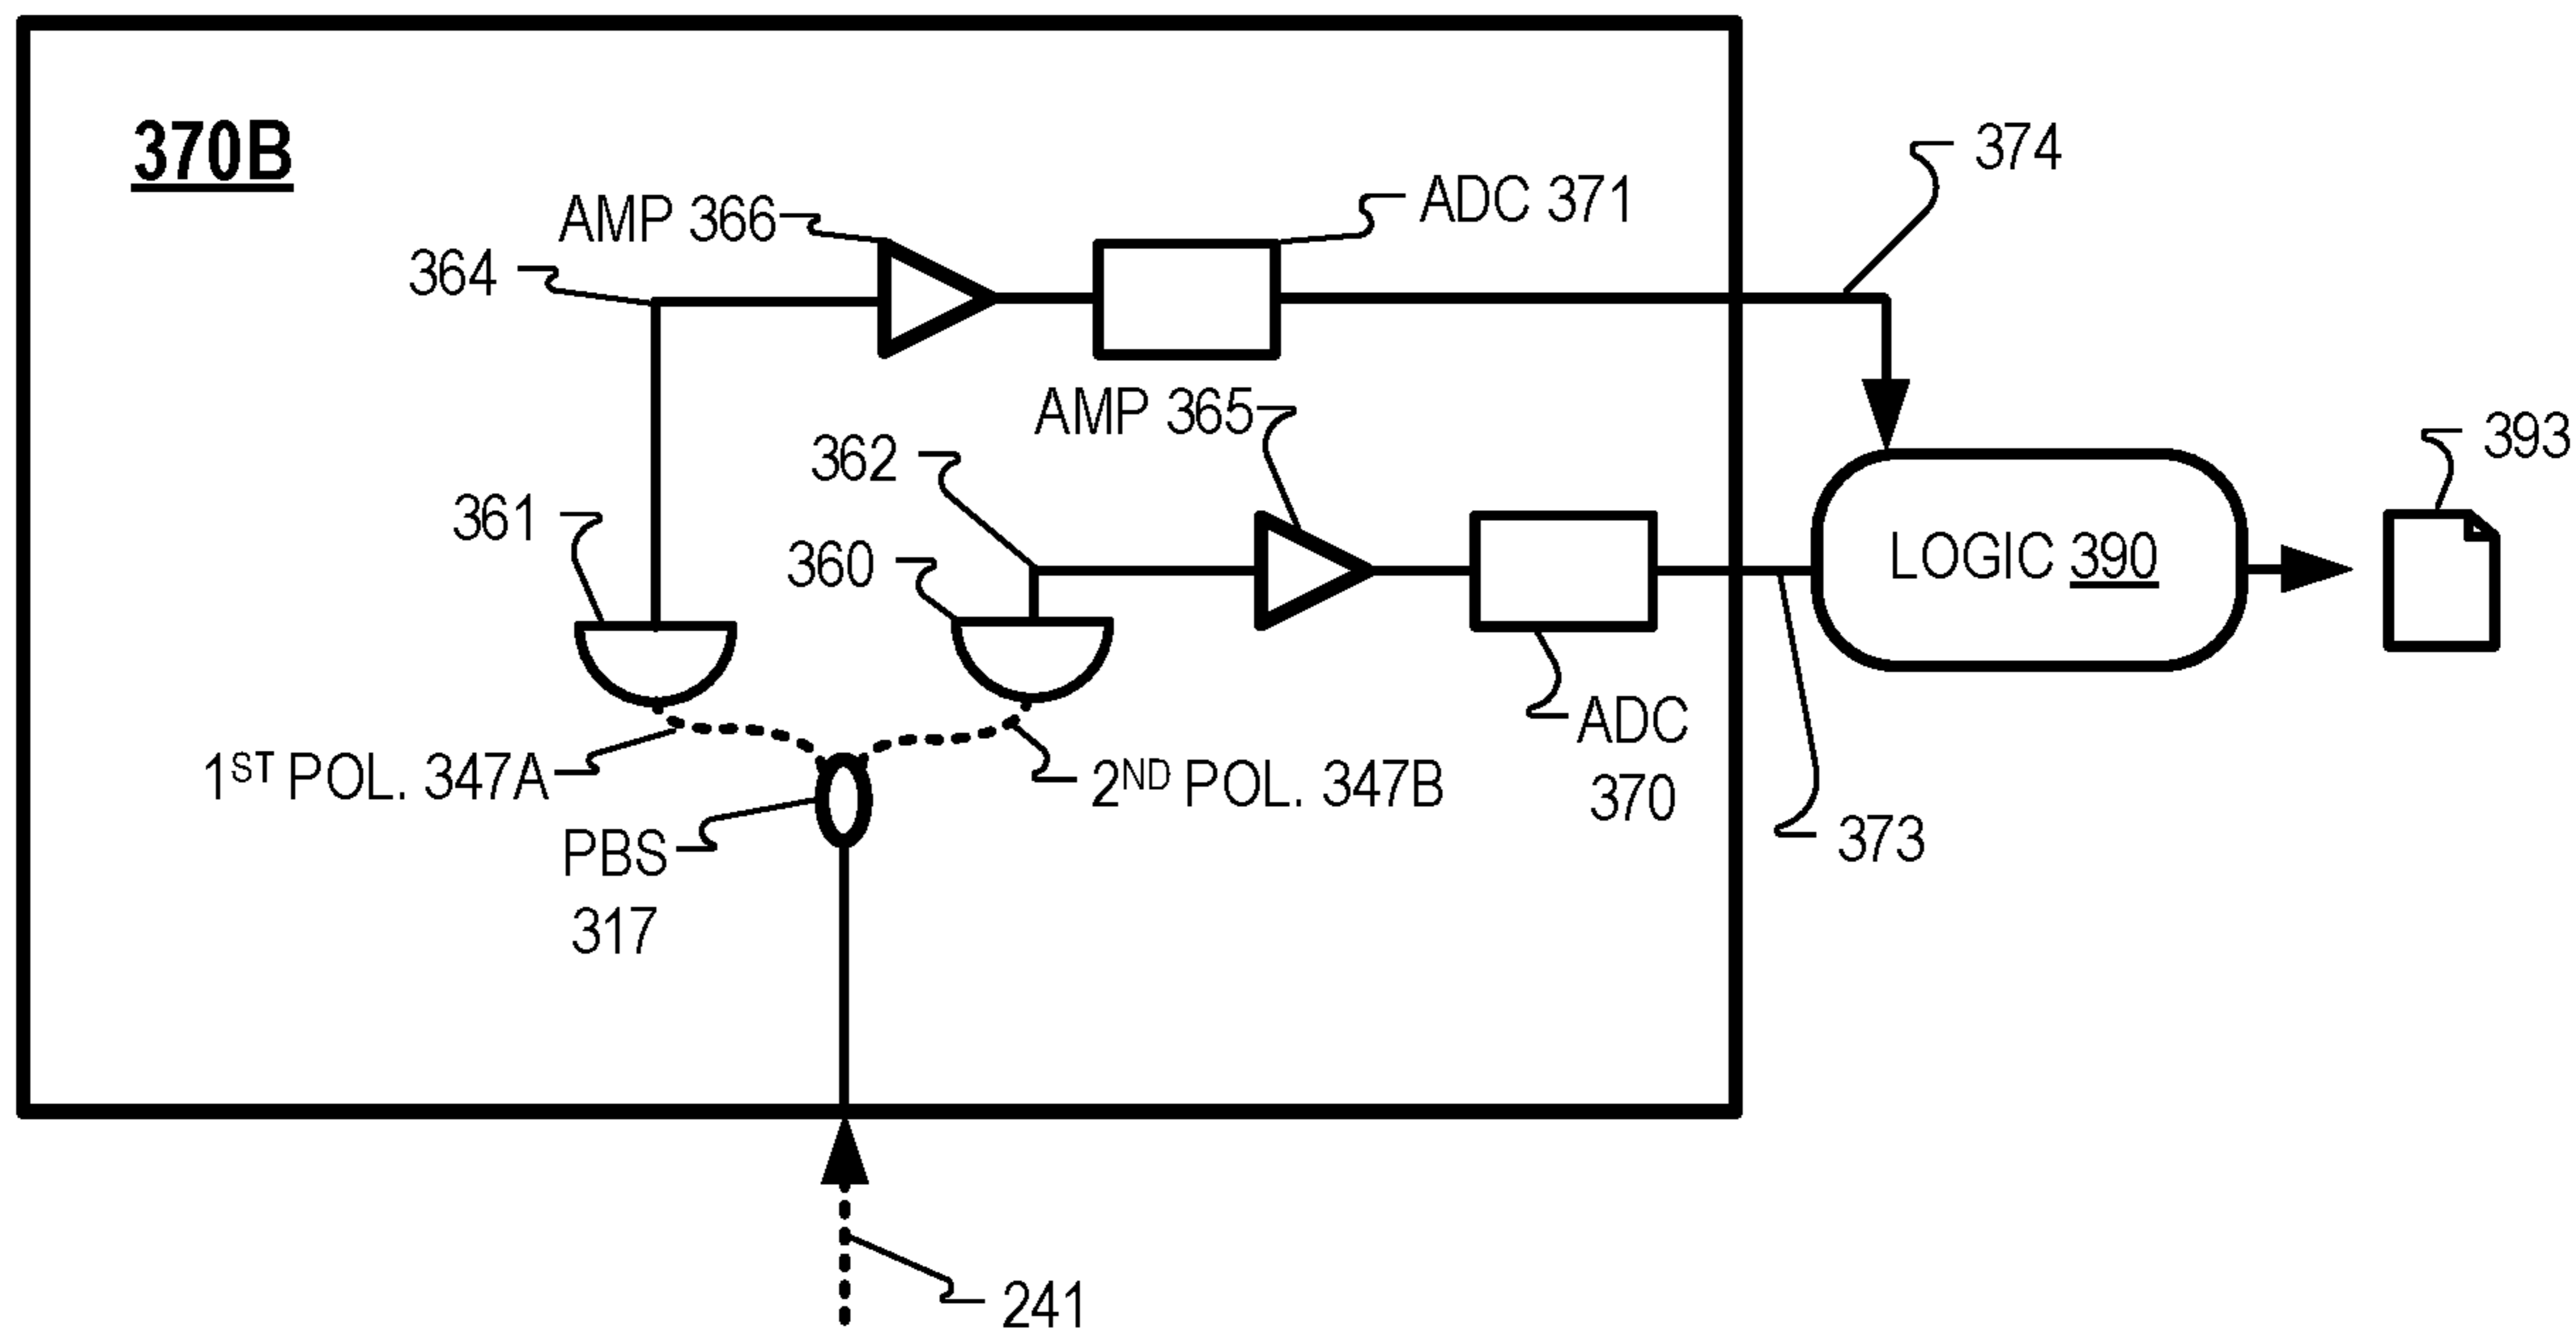 370B
374
AMP 366
ADC 371
364
AMP 365
393
362
361
360
LOGIC 390
ADC
370
1ST POL. 347A
2ND POL. 347B
PBS
317
373
241